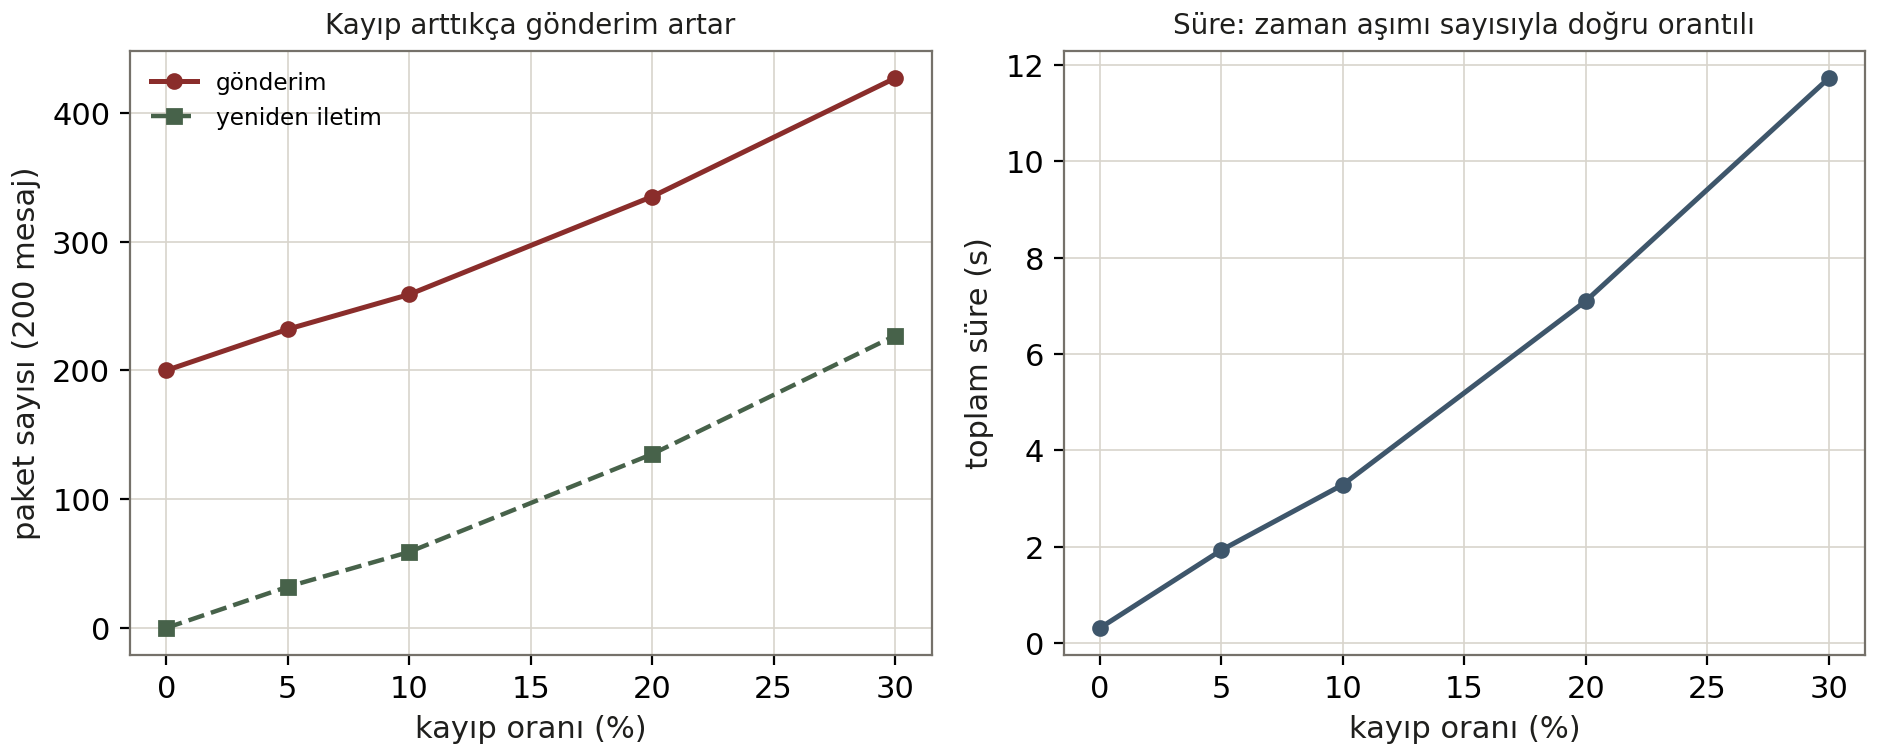 Kayıp arttıkça gönderim artar
gönderim
yeniden iletim
paket sayısı (200 mesaj)
400
300
200
100
0
0 5 10 15 20 25 30
kayıp oranı (%)
Süre: zaman aşımı sayısıyla doğru orantılı
toplam süre (s)
12
10
8
6
4
2
0
0 5 10 15 20 25 30
kayıp oranı (%)